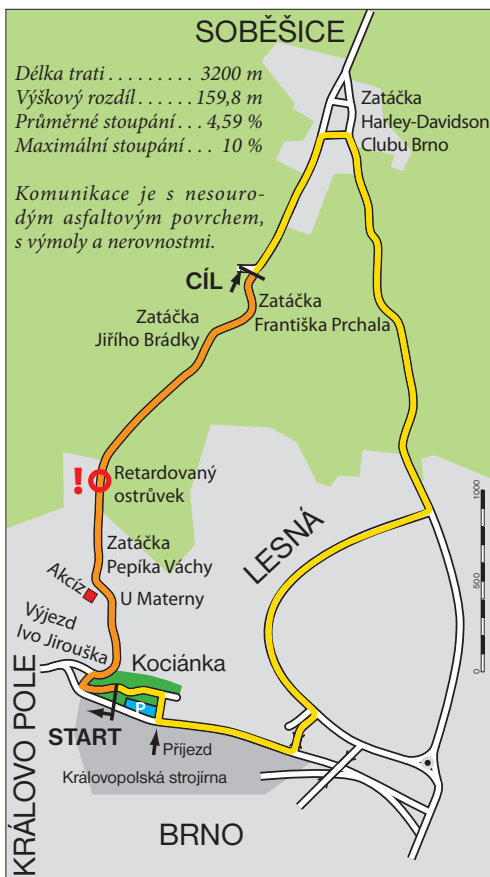 SOBĚŠICE
Délka trati . . . . . . . . . 3200 m
Výškový rozdíl . . . . . . 159,8 m
Průměrné stoupání . . . 4,59 %
Maximální stoupání . . . 10 %
Komunikace je s nesouro-
dým asfaltovým povrchem,
s výmoly a nerovnostmi.
Zatáčka
Harley-Davidson
Clubu Brno
CÍL
Zatáčka
Františka Prchala
Zatáčka
Jiřího Brádky
!
Retardovaný
ostrůvek
Zatáčka
Pepíka Váchy
Akcíz
U Materny
LESNÁ
1000
500
0
Výjezd
Ivo Jirouška
Kociánka
P
START
Příjezd
Královopolská strojírna
KRÁLOVO POLE
BRNO